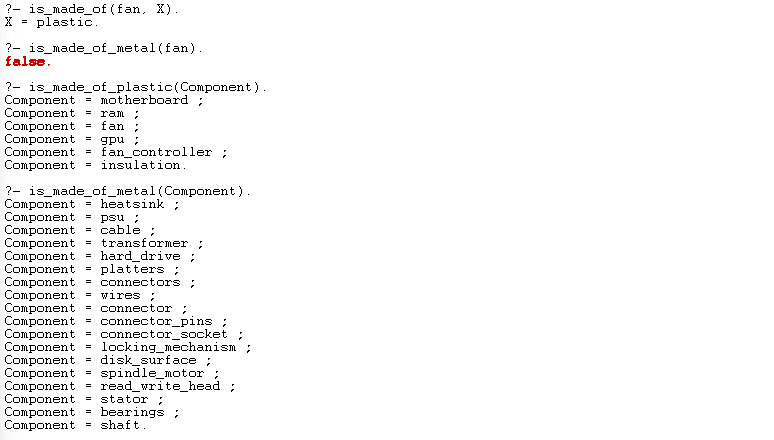 ?- is_made_of(fan, X).
X = plastic.
?- is_made_of_metal(fan).
false.
?- is_made_of_plastic(Component).
Component = motherboard ;
Component = ram ;
Component = fan ;
Component = gpu ;
Component = fan_controller ;
Component = insulation.
?- is_made_of_metal(Component).
Component = heatsink ;
Component = psu ;
Component = cable ;
Component = transformer ;
Component = hard_drive ;
Component = platters ;
Component = connectors ;
Component = wires ;
Component = connector ;
Component = connector_pins ;
Component = connector_socket ;
Component = locking_mechanism ;
Component = disk_surface ;
Component = spindle_motor ;
Component = read_write_head ;
Component = stator ;
Component = bearings ;
Component = shaft.